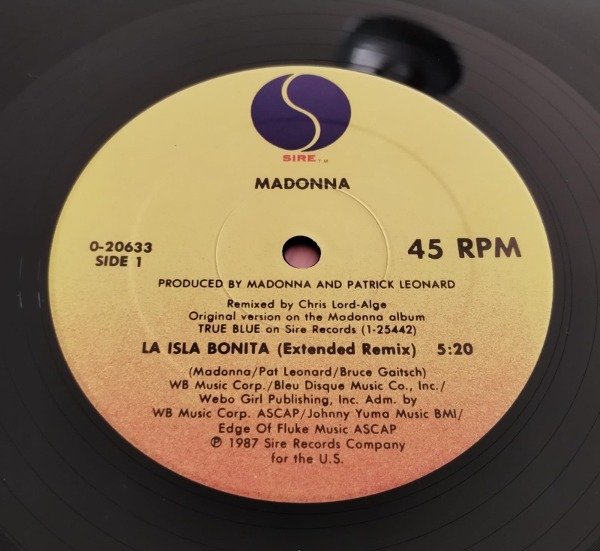 SIRE™
MADONNA
0-20633
SIDE 1
45 RPM
PRODUCED BY MADONNA AND PATRICK LEONARD
Remixed by Chris Lord-Alge
Original version on the Madonna album
TRUE BLUE on Sire Records (1-25442)
LA ISLA BONITA (Extended Remix) 5:20
(Madonna/Pat Leonard/Bruce Gaitsch)
WB Music Corp./Bleu Disque Music Co., Inc./
Webo Girl Publishing, Inc. Adm. by
WB Music Corp. ASCAP/Johnny Yuma Music BMI/
Edge Of Fluke Music ASCAP
℗ 1987 Sire Records Company
for the U.S.